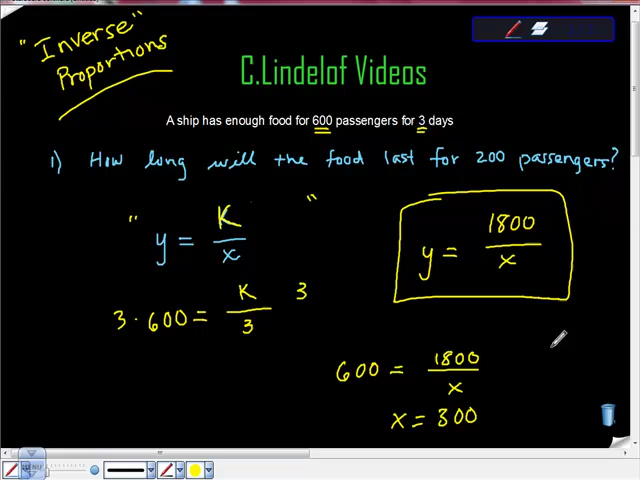 "Inverse"
Proportions
C.Lindelof Videos
A ship has enough food for 600 passengers for 3 days
1) How long will the food last for 200 passengers?
" y = K/x "
y = 1800/x
3 · 600 = K/3 3
600 = 1800/x
x = 300
MENU